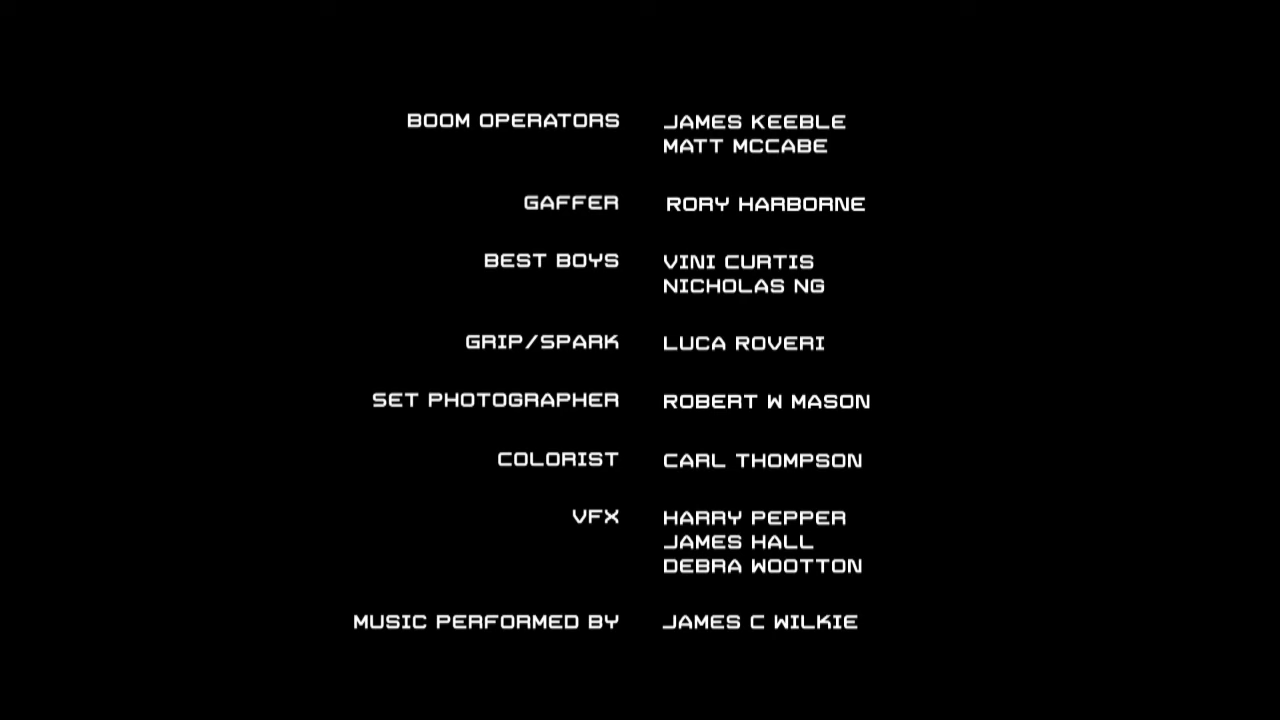 BOOM OPERATORS JAMES KEEBLE
MATT MCCABE
GAFFER RORY HARBORNE
BEST BOYS VINI CURTIS
NICHOLAS NG
GRIP/SPARK LUCA ROVERI
SET PHOTOGRAPHER ROBERT W MASON
COLORIST CARL THOMPSON
VFX HARRY PEPPER
JAMES HALL
DEBRA WOOTTON
MUSIC PERFORMED BY JAMES C WILKIE